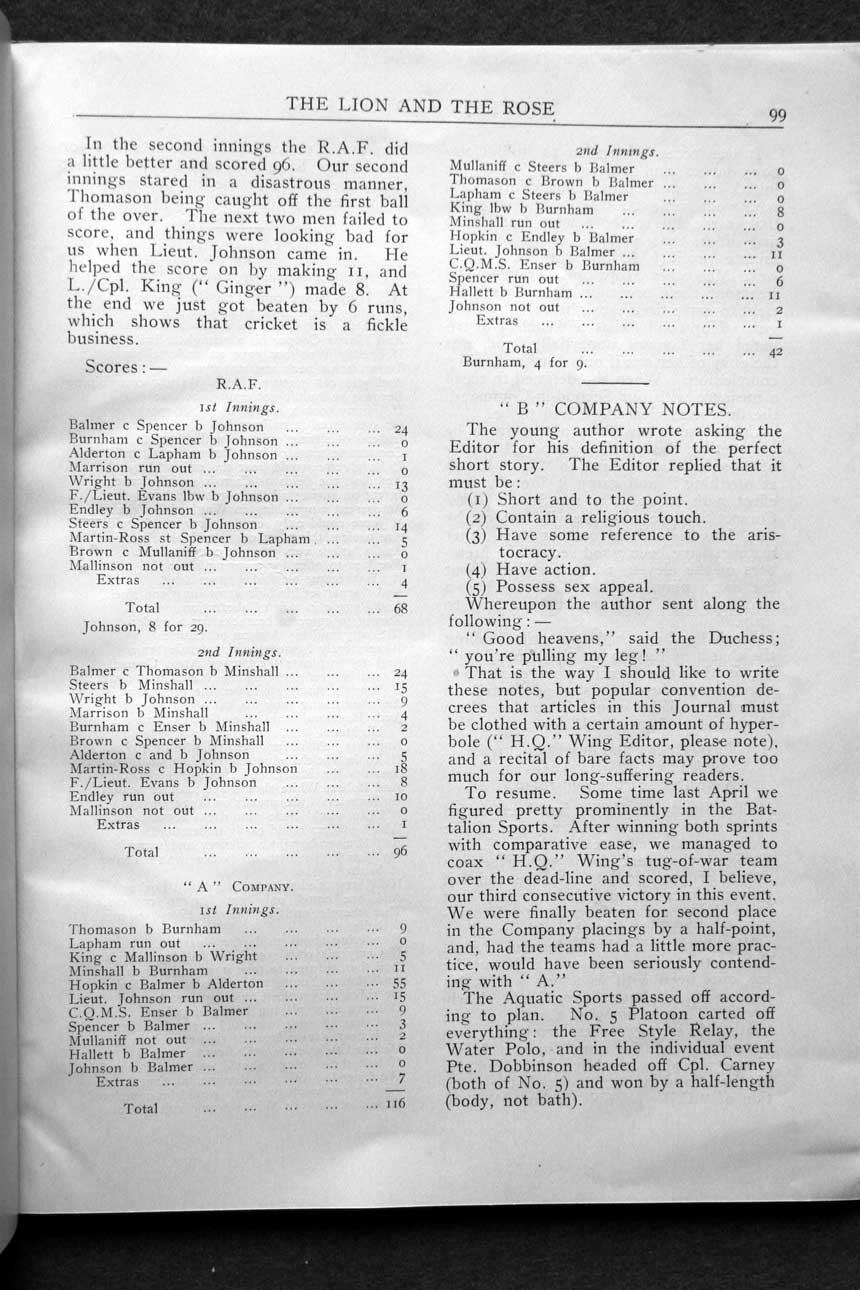 THE LION AND THE ROSE
99
In the second innings the R.A.F. did
a little better and scored 96. Our second
innings stared in a disastrous manner,
Thomason being caught off the first ball
of the over. The next two men failed to
score, and things were looking bad for
us when Lieut. Johnson came in. He
helped the score on by making 11, and
L./Cpl. King (" Ginger ") made 8. At
the end we just got beaten by 6 runs,
which shows that cricket is a fickle
business.
Scores :—
R.A.F.
1st Innings.
Balmer c Spencer b Johnson ... ... ... 24
Burnham c Spencer b Johnson ... ... ... 0
Alderton c Lapham b Johnson ... ... ... 1
Marrison run out ... ... ... ... ... 0
Wright b Johnson ... ... ... ... ... 13
F./Lieut. Evans lbw b Johnson ... ... ... 0
Endley b Johnson ... ... ... ... ... 6
Steers c Spencer b Johnson ... ... ... 14
Martin-Ross st Spencer b Lapham ... ... 5
Brown c Mullaniff b Johnson ... ... ... 0
Mallinson not out ... ... ... ... ... 1
Extras ... ... ... ... ... ... 4
Total ... ... ... ... ... 68
Johnson, 8 for 29.
2nd Innings.
Balmer c Thomason b Minshall ... ... ... 24
Steers b Minshall ... ... ... ... ... 15
Wright b Johnson ... ... ... ... ... 9
Marrison b Minshall ... ... ... ... 4
Burnham c Enser b Minshall ... ... ... 2
Brown c Spencer b Minshall ... ... ... 0
Alderton c and b Johnson ... ... ... 5
Martin-Ross c Hopkin b Johnson ... ... 18
F./Lieut. Evans b Johnson ... ... ... 8
Endley run out ... ... ... ... ... 10
Mallinson not out ... ... ... ... ... 0
Extras ... ... ... ... ... ... 1
Total ... ... ... ... ... 96
" A " COMPANY.
1st Innings.
Thomason b Burnham ... ... ... ... 9
Lapham run out ... ... ... ... ... 0
King c Mallinson b Wright ... ... ... 5
Minshall b Burnham ... ... ... ... 11
Hopkin c Balmer b Alderton ... ... ... 55
Lieut. Johnson run out ... ... ... ... 15
C.Q.M.S. Enser b Balmer ... ... ... 9
Spencer b Balmer ... ... ... ... ... 3
Mullaniff not out ... ... ... ... ... 2
Hallett b Balmer ... ... ... ... ... 0
Johnson b Balmer ... ... ... ... ... 0
Extras ... ... ... ... ... ... 7
Total ... ... ... ... ... 116
2nd Innings.
Mullaniff c Steers b Balmer ... ... ... 0
Thomason c Brown b Balmer ... ... ... 0
Lapham c Steers b Balmer ... ... ... 0
King lbw b Burnham ... ... ... ... 8
Minshall run out ... ... ... ... ... 0
Hopkin c Endley b Balmer ... ... ... 3
Lieut. Johnson b Balmer ... ... ... ... 11
C.Q.M.S. Enser b Burnham ... ... ... 0
Spencer run out ... ... ... ... ... 6
Hallett b Burnham ... ... ... ... ... 11
Johnson not out ... ... ... ... ... 2
Extras ... ... ... ... ... ... 1
Total ... ... ... ... ... 42
Burnham, 4 for 9.
" B " COMPANY NOTES.
The young author wrote asking the
Editor for his definition of the perfect
short story. The Editor replied that it
must be :
(1) Short and to the point.
(2) Contain a religious touch.
(3) Have some reference to the aris-
tocracy.
(4) Have action.
(5) Possess sex appeal.
Whereupon the author sent along the
following :—
" Good heavens," said the Duchess;
" you're pulling my leg! "
That is the way I should like to write
these notes, but popular convention de-
crees that articles in this Journal must
be clothed with a certain amount of hyper-
bole (" H.Q." Wing Editor, please note),
and a recital of bare facts may prove too
much for our long-suffering readers.
To resume. Some time last April we
figured pretty prominently in the Bat-
talion Sports. After winning both sprints
with comparative ease, we managed to
coax " H.Q." Wing's tug-of-war team
over the dead-line and scored, I believe,
our third consecutive victory in this event.
We were finally beaten for second place
in the Company placings by a half-point,
and, had the teams had a little more prac-
tice, would have been seriously contend-
ing with " A."
The Aquatic Sports passed off accord-
ing to plan. No. 5 Platoon carted off
everything: the Free Style Relay, the
Water Polo, and in the individual event
Pte. Dobbinson headed off Cpl. Carney
(both of No. 5) and won by a half-length
(body, not bath).